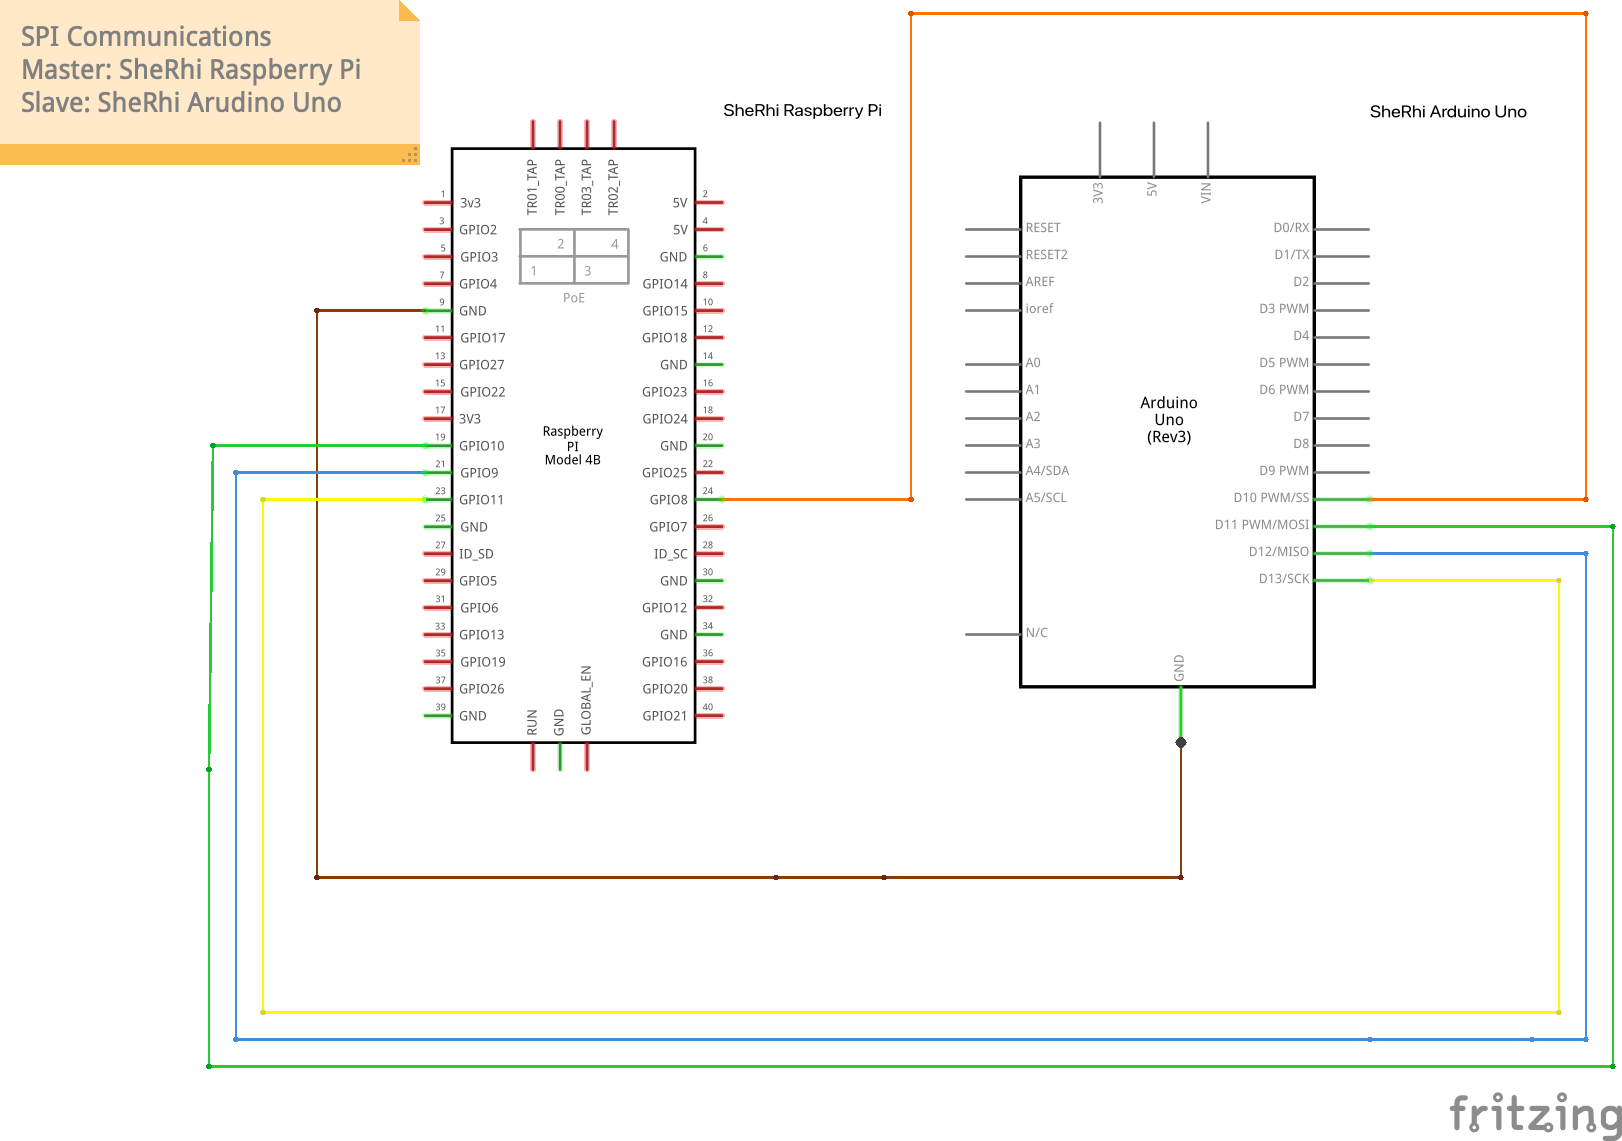 SPI Communications
Master: SheRhi Raspberry Pi
Slave: SheRhi Arudino Uno
SheRhi Raspberry Pi
TR01_TAP
TR00_TAP
TR03_TAP
TR02_TAP
1 3v3
3 GPIO2
5 GPIO3
7 GPIO4
9 GND
11 GPIO17
13 GPIO27
15 GPIO22
17 3V3
19 GPIO10
21 GPIO9
23 GPIO11
25 GND
27 ID_SD
29 GPIO5
31 GPIO6
33 GPIO13
35 GPIO19
37 GPIO26
39 GND
2 4
1 3
PoE
Raspberry
PI
Model 4B
5V 2
5V 4
GND 6
GPIO14 8
GPIO15 10
GPIO18 12
GND 14
GPIO23 16
GPIO24 18
GND 20
GPIO25 22
GPIO8 24
GPIO7 26
ID_SC 28
GND 30
GPIO12 32
GND 34
GPIO16 36
GPIO20 38
GPIO21 40
RUN
GND
GLOBAL_EN
SheRhi Arduino Uno
3V3
5V
VIN
RESET
RESET2
AREF
ioref
A0
A1
A2
A3
A4/SDA
A5/SCL
N/C
Arduino
Uno
(Rev3)
D0/RX
D1/TX
D2
D3 PWM
D4
D5 PWM
D6 PWM
D7
D8
D9 PWM
D10 PWM/SS
D11 PWM/MOSI
D12/MISO
D13/SCK
GND
fritzing